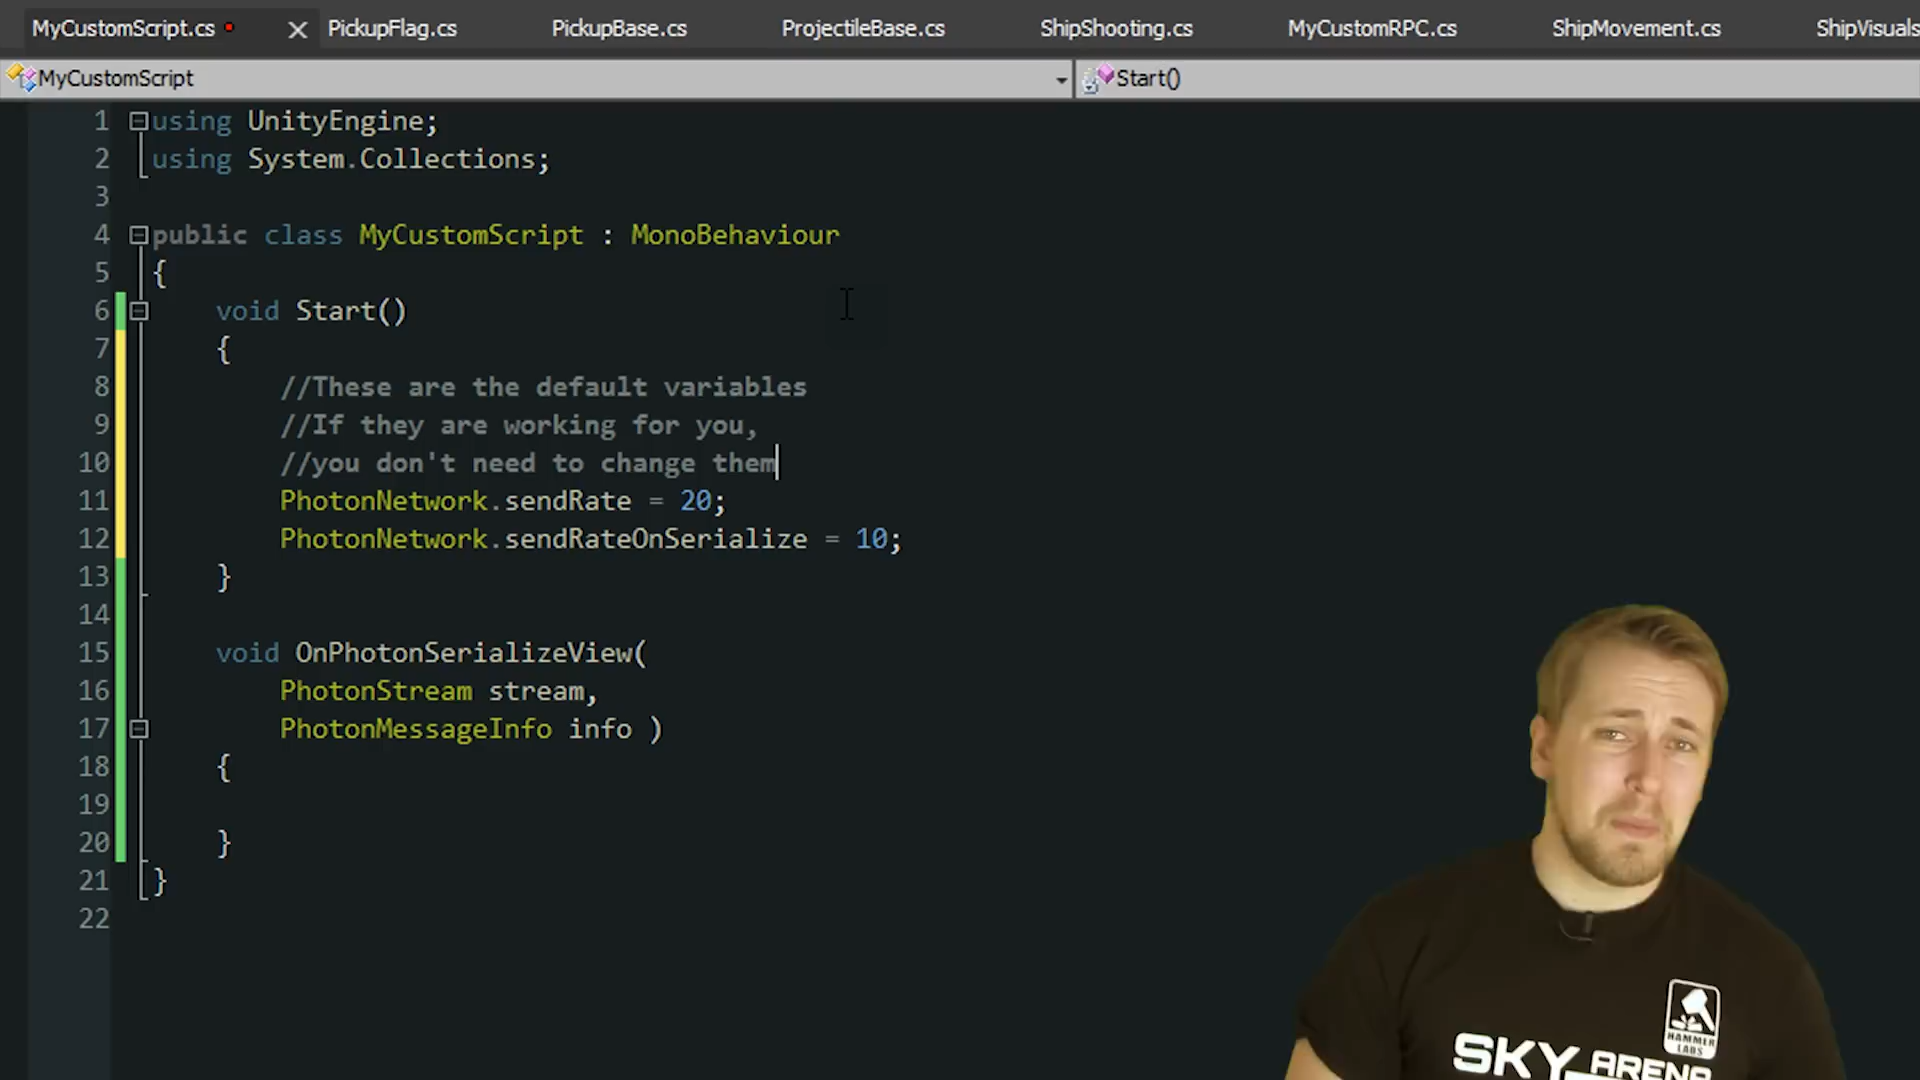 MyCustomScript.cs PickupFlag.cs PickupBase.cs ProjectileBase.cs ShipShooting.cs MyCustomRPC.cs ShipMovement.cs ShipVisuals
MyCustomScript Start()
1 using UnityEngine;
2 using System.Collections;
3
4 public class MyCustomScript : MonoBehaviour
5 {
6 void Start()
7 {
8 //These are the default variables
9 //If they are working for you,
10 //you don't need to change them
11 PhotonNetwork.sendRate = 20;
12 PhotonNetwork.sendRateOnSerialize = 10;
13 }
14
15 void OnPhotonSerializeView(
16 PhotonStream stream,
17 PhotonMessageInfo info )
18 {
19
20 }
21 }
22
HAMMER
LABS
SKY ARENA